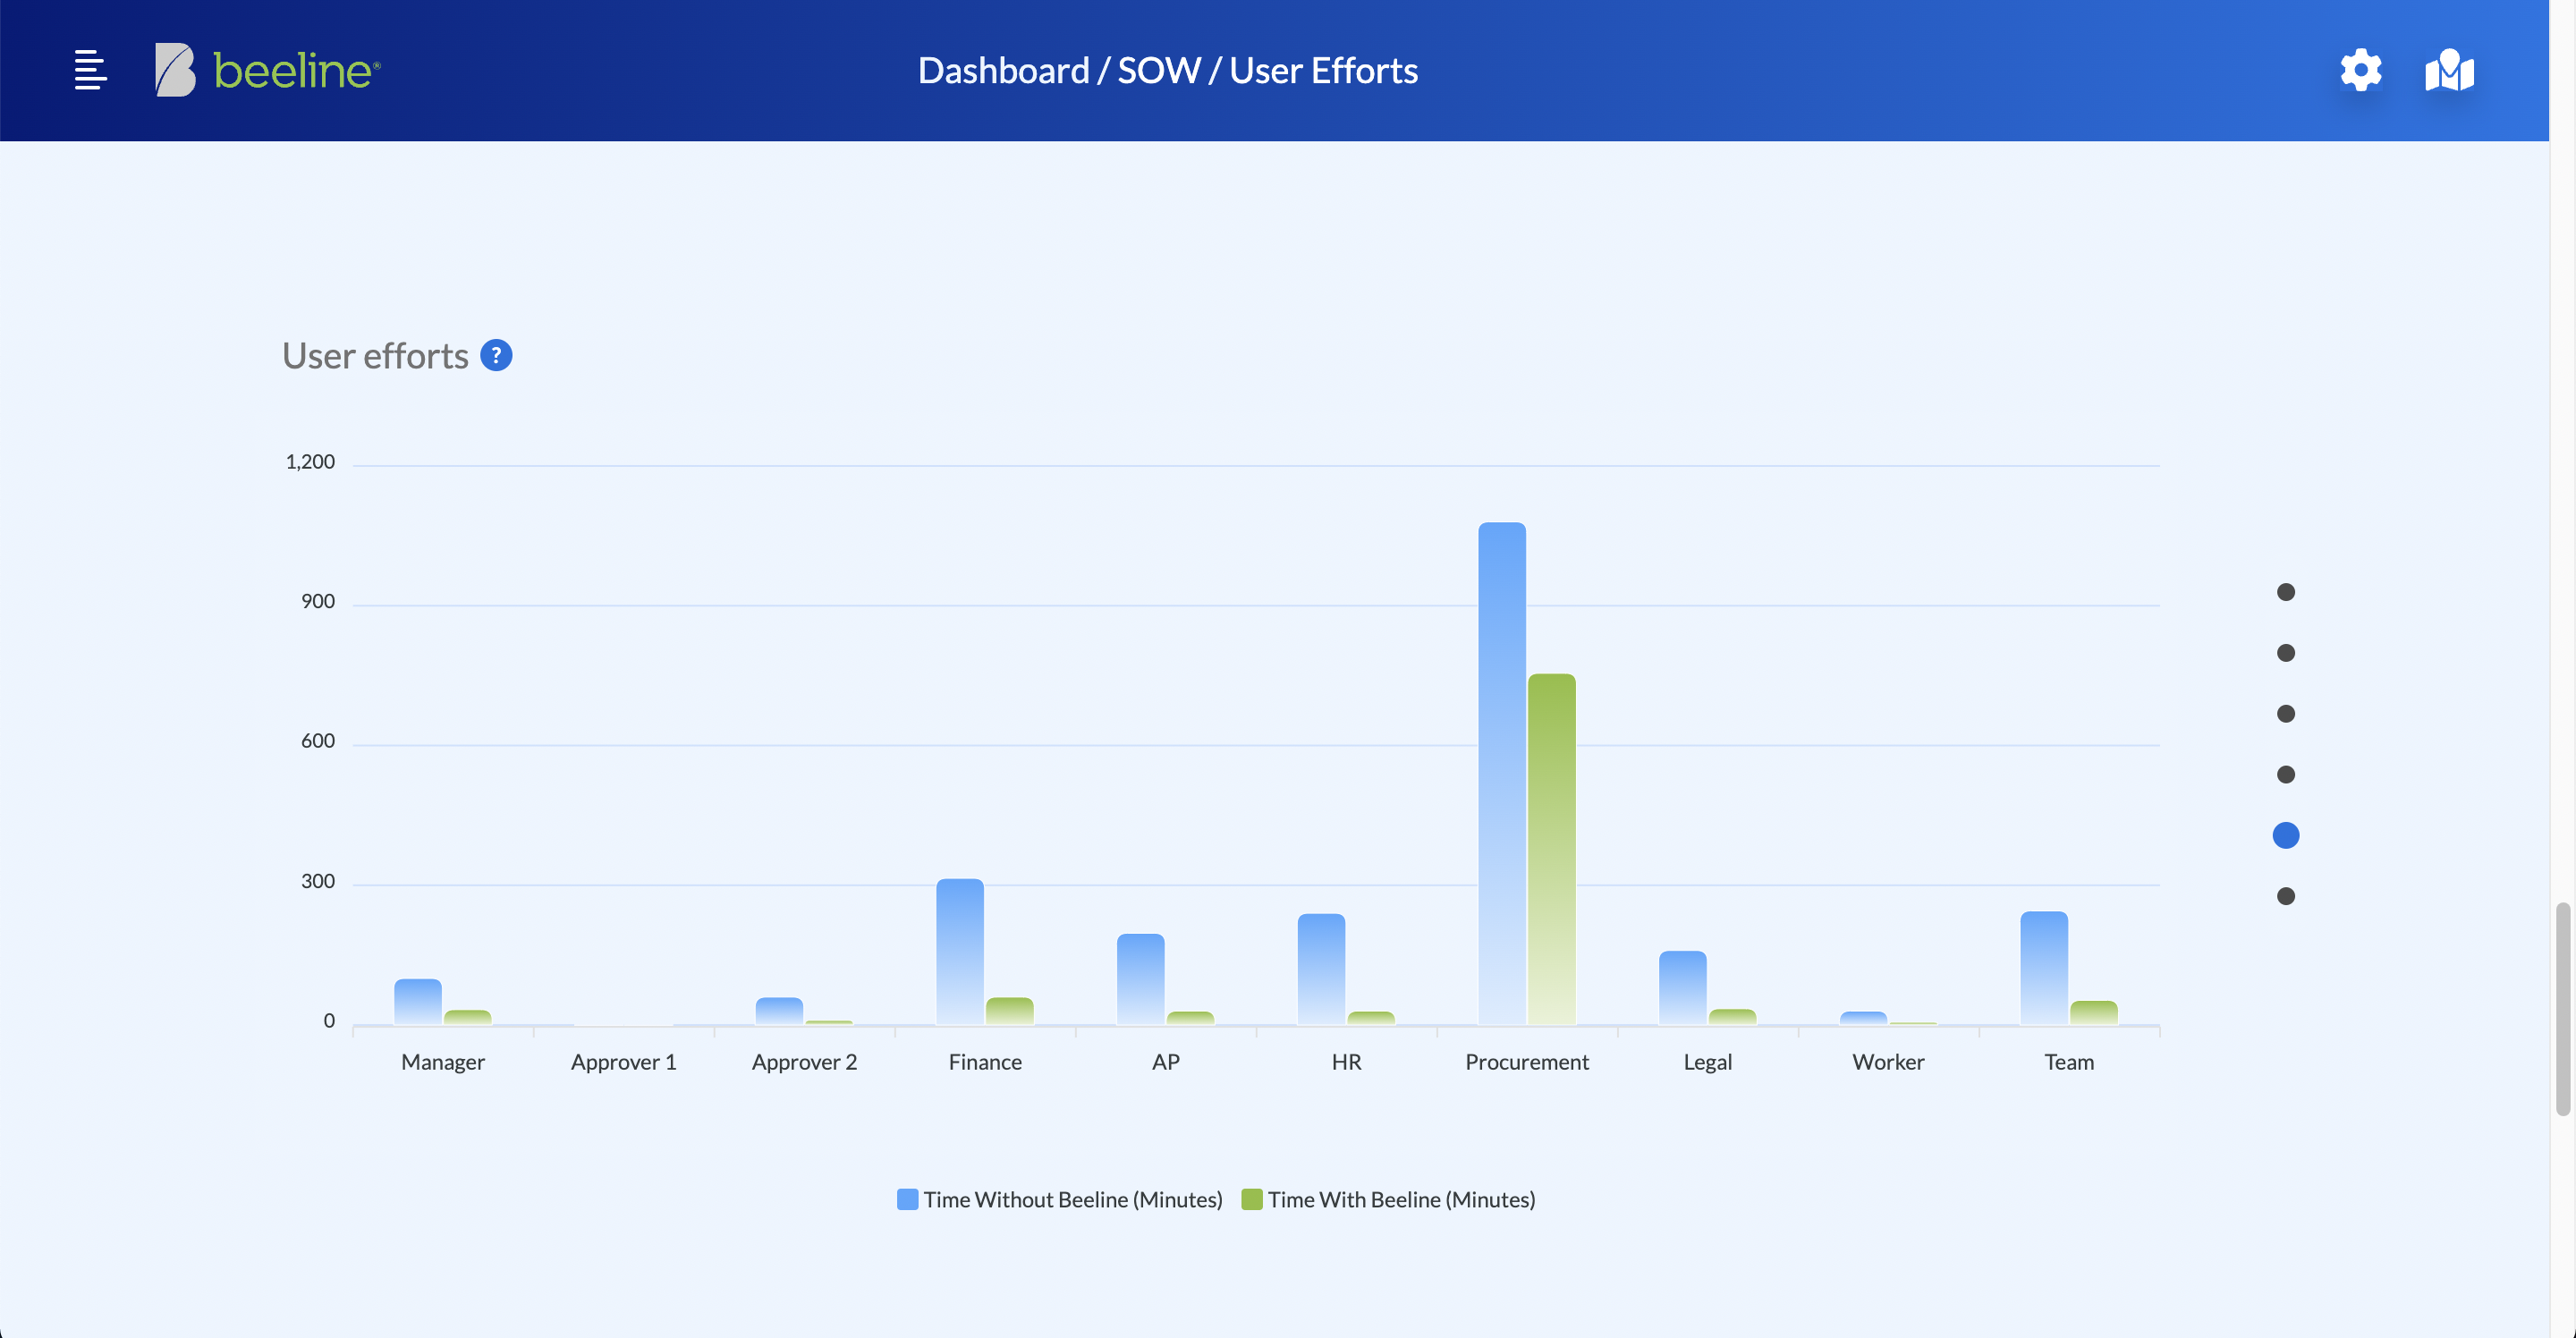 beeline®
Dashboard / SOW / User Efforts
User efforts ?
1,200
900
600
300
0
Manager Approver 1 Approver 2 Finance AP HR Procurement Legal Worker Team
Time Without Beeline (Minutes) Time With Beeline (Minutes)